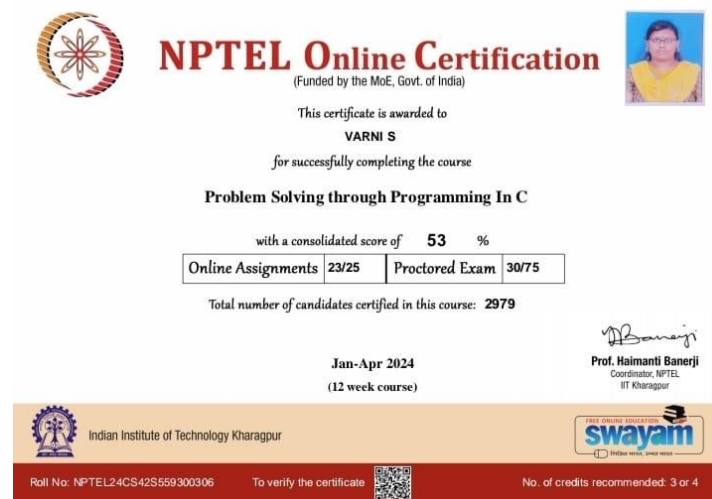 NPTEL Online Certification
(Funded by the MoE, Govt. of India)
This certificate is awarded to
VARNI S
for successfully completing the course
Problem Solving through Programming In C
with a consolidated score of 53 %
Online Assignments 23/25 Proctored Exam 30/75
Total number of candidates certified in this course: 2979
Jan-Apr 2024
(12 week course)
Prof. Haimanti Banerji
Coordinator, NPTEL
IIT Kharagpur
Indian Institute of Technology Kharagpur
FREE ONLINE EDUCATION
swayam
शिक्षित भारत, उन्नत भारत
Roll No: NPTEL24CS42S559300306 To verify the certificate No. of credits recommended: 3 or 4